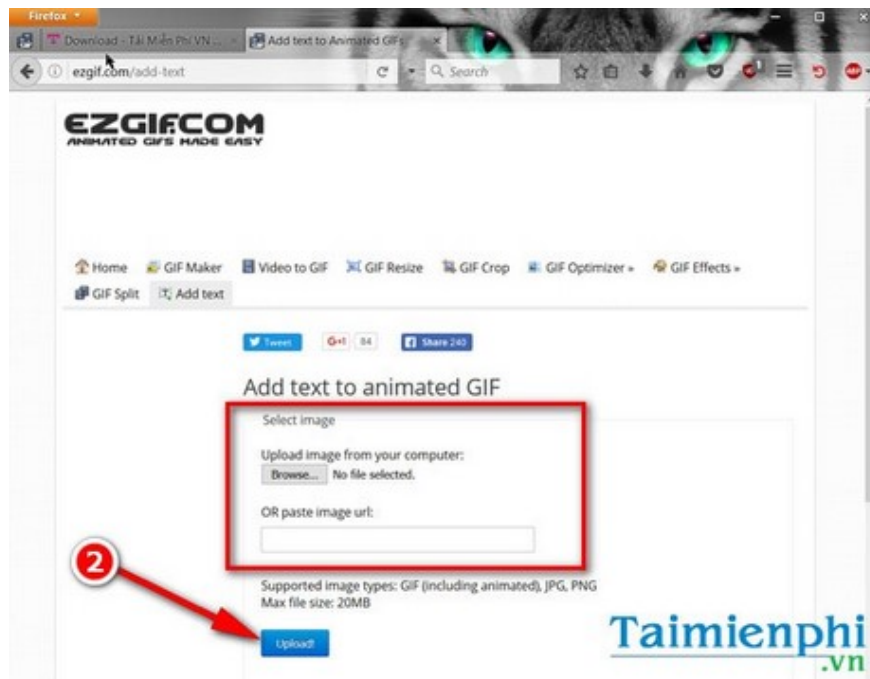 Firefox
Download - Tải Miễn Phí VN ...
Add text to Animated GIFs
ezgif.com/add-text
Search
EZGIF.COM
ANIMATED GIFS MADE EASY
Home GIF Maker Video to GIF GIF Resize GIF Crop GIF Optimizer » GIF Effects »
GIF Split Add text
Tweet G+1 84 Share 240
Add text to animated GIF
Select image
Upload image from your computer:
Browse... No file selected.
OR paste image url:
2
Supported image types: GIF (including animated), JPG, PNG
Max file size: 20MB
Upload!
Taimienphi
.vn